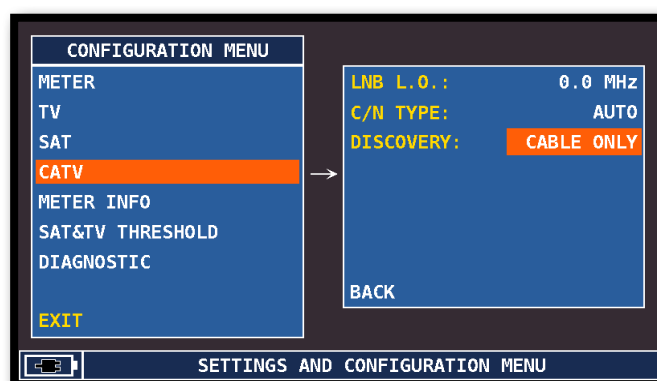 CONFIGURATION MENU
METER
TV
SAT
CATV
METER INFO
SAT&TV THRESHOLD
DIAGNOSTIC
EXIT
LNB L.O.: 0.0 MHz
C/N TYPE: AUTO
DISCOVERY: CABLE ONLY
BACK
SETTINGS AND CONFIGURATION MENU